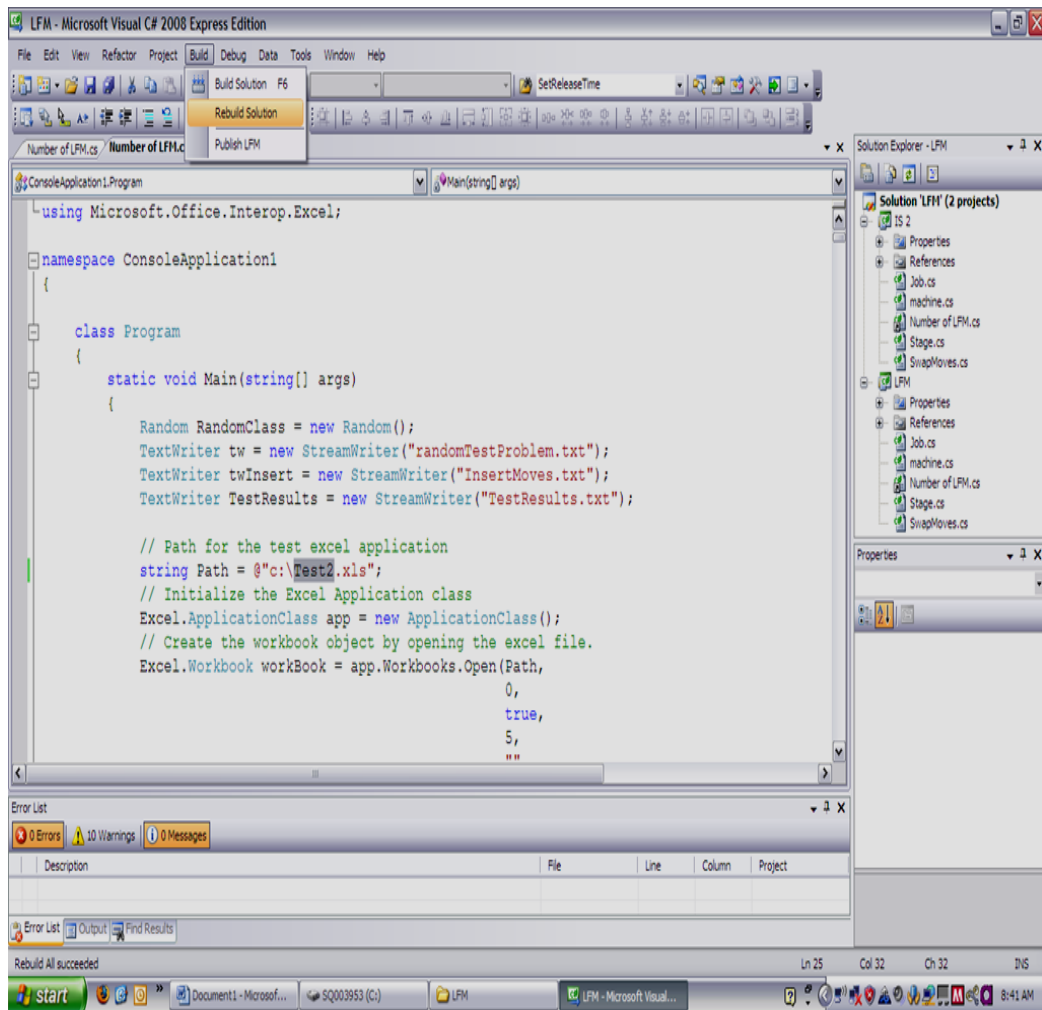 LFM - Microsoft Visual C# 2008 Express Edition
File Edit View Refactor Project Build Debug Data Tools Window Help
Build Solution F6
Rebuild Solution
Publish LFM
SetReleaseTime
Number of LFM.cs
Number of LFM.c
ConsoleApplication1.Program
Main(string[] args)
using Microsoft.Office.Interop.Excel;
namespace ConsoleApplication1
{
class Program
{
static void Main(string[] args)
{
Random RandomClass = new Random();
TextWriter tw = new StreamWriter("randomTestProblem.txt");
TextWriter twInsert = new StreamWriter("InsertMoves.txt");
TextWriter TestResults = new StreamWriter("TestResults.txt");
// Path for the test excel application
string Path = @"c:\Test2.xls";
// Initialize the Excel Application class
Excel.ApplicationClass app = new ApplicationClass();
// Create the workbook object by opening the excel file.
Excel.Workbook workBook = app.Workbooks.Open(Path,
0,
true,
5,
""
Solution Explorer - LFM
Solution 'LFM' (2 projects)
IS 2
Properties
References
Job.cs
machine.cs
Number of LFM.cs
Stage.cs
SwapMoves.cs
LFM
Properties
References
Job.cs
machine.cs
Number of LFM.cs
Stage.cs
SwapMoves.cs
Properties
Error List
0 Errors 10 Warnings 0 Messages
Description File Line Column Project
Error List Output Find Results
Rebuild All succeeded Ln 25 Col 32 Ch 32 INS
start Document1 - Microsof... SQ003953 (C:) LFM LFM - Microsoft Visual... 8:41 AM